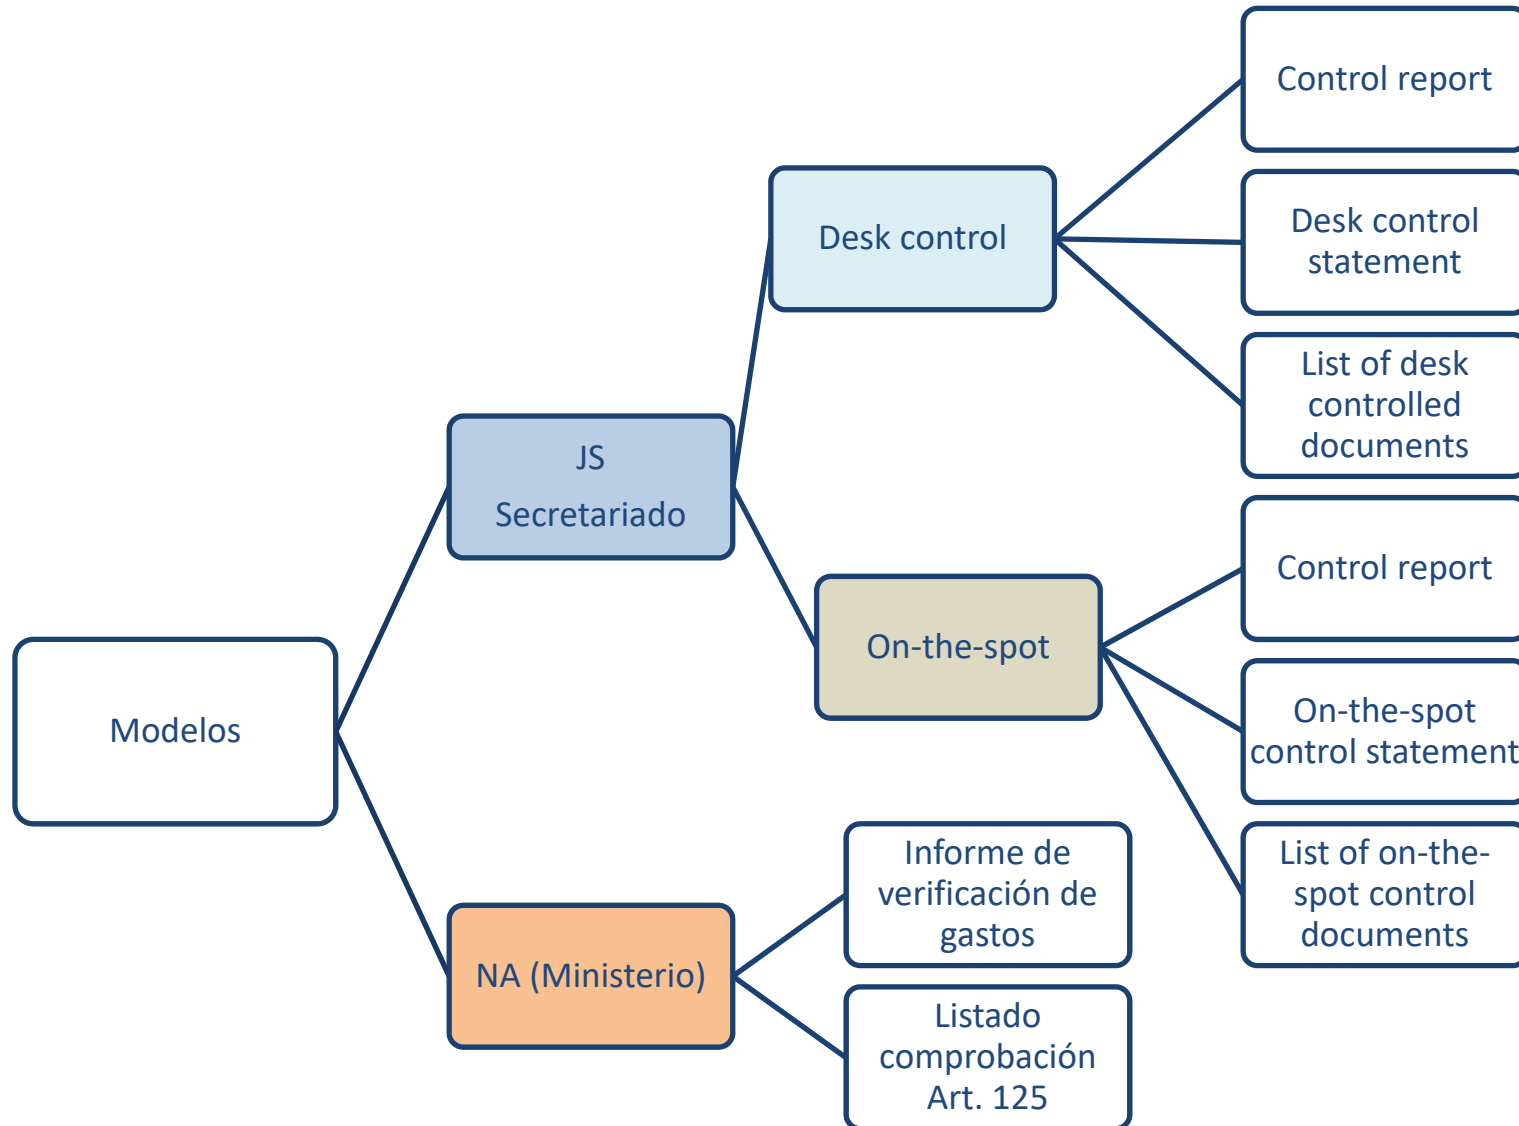 Modelos
JS
Secretariado
Desk control
Control report
Desk control
statement
List of desk
controlled
documents
On-the-spot
Control report
On-the-spot
control statement
List of on-the-
spot control
documents
NA (Ministerio)
Informe de
verificación de
gastos
Listado
comprobación
Art. 125